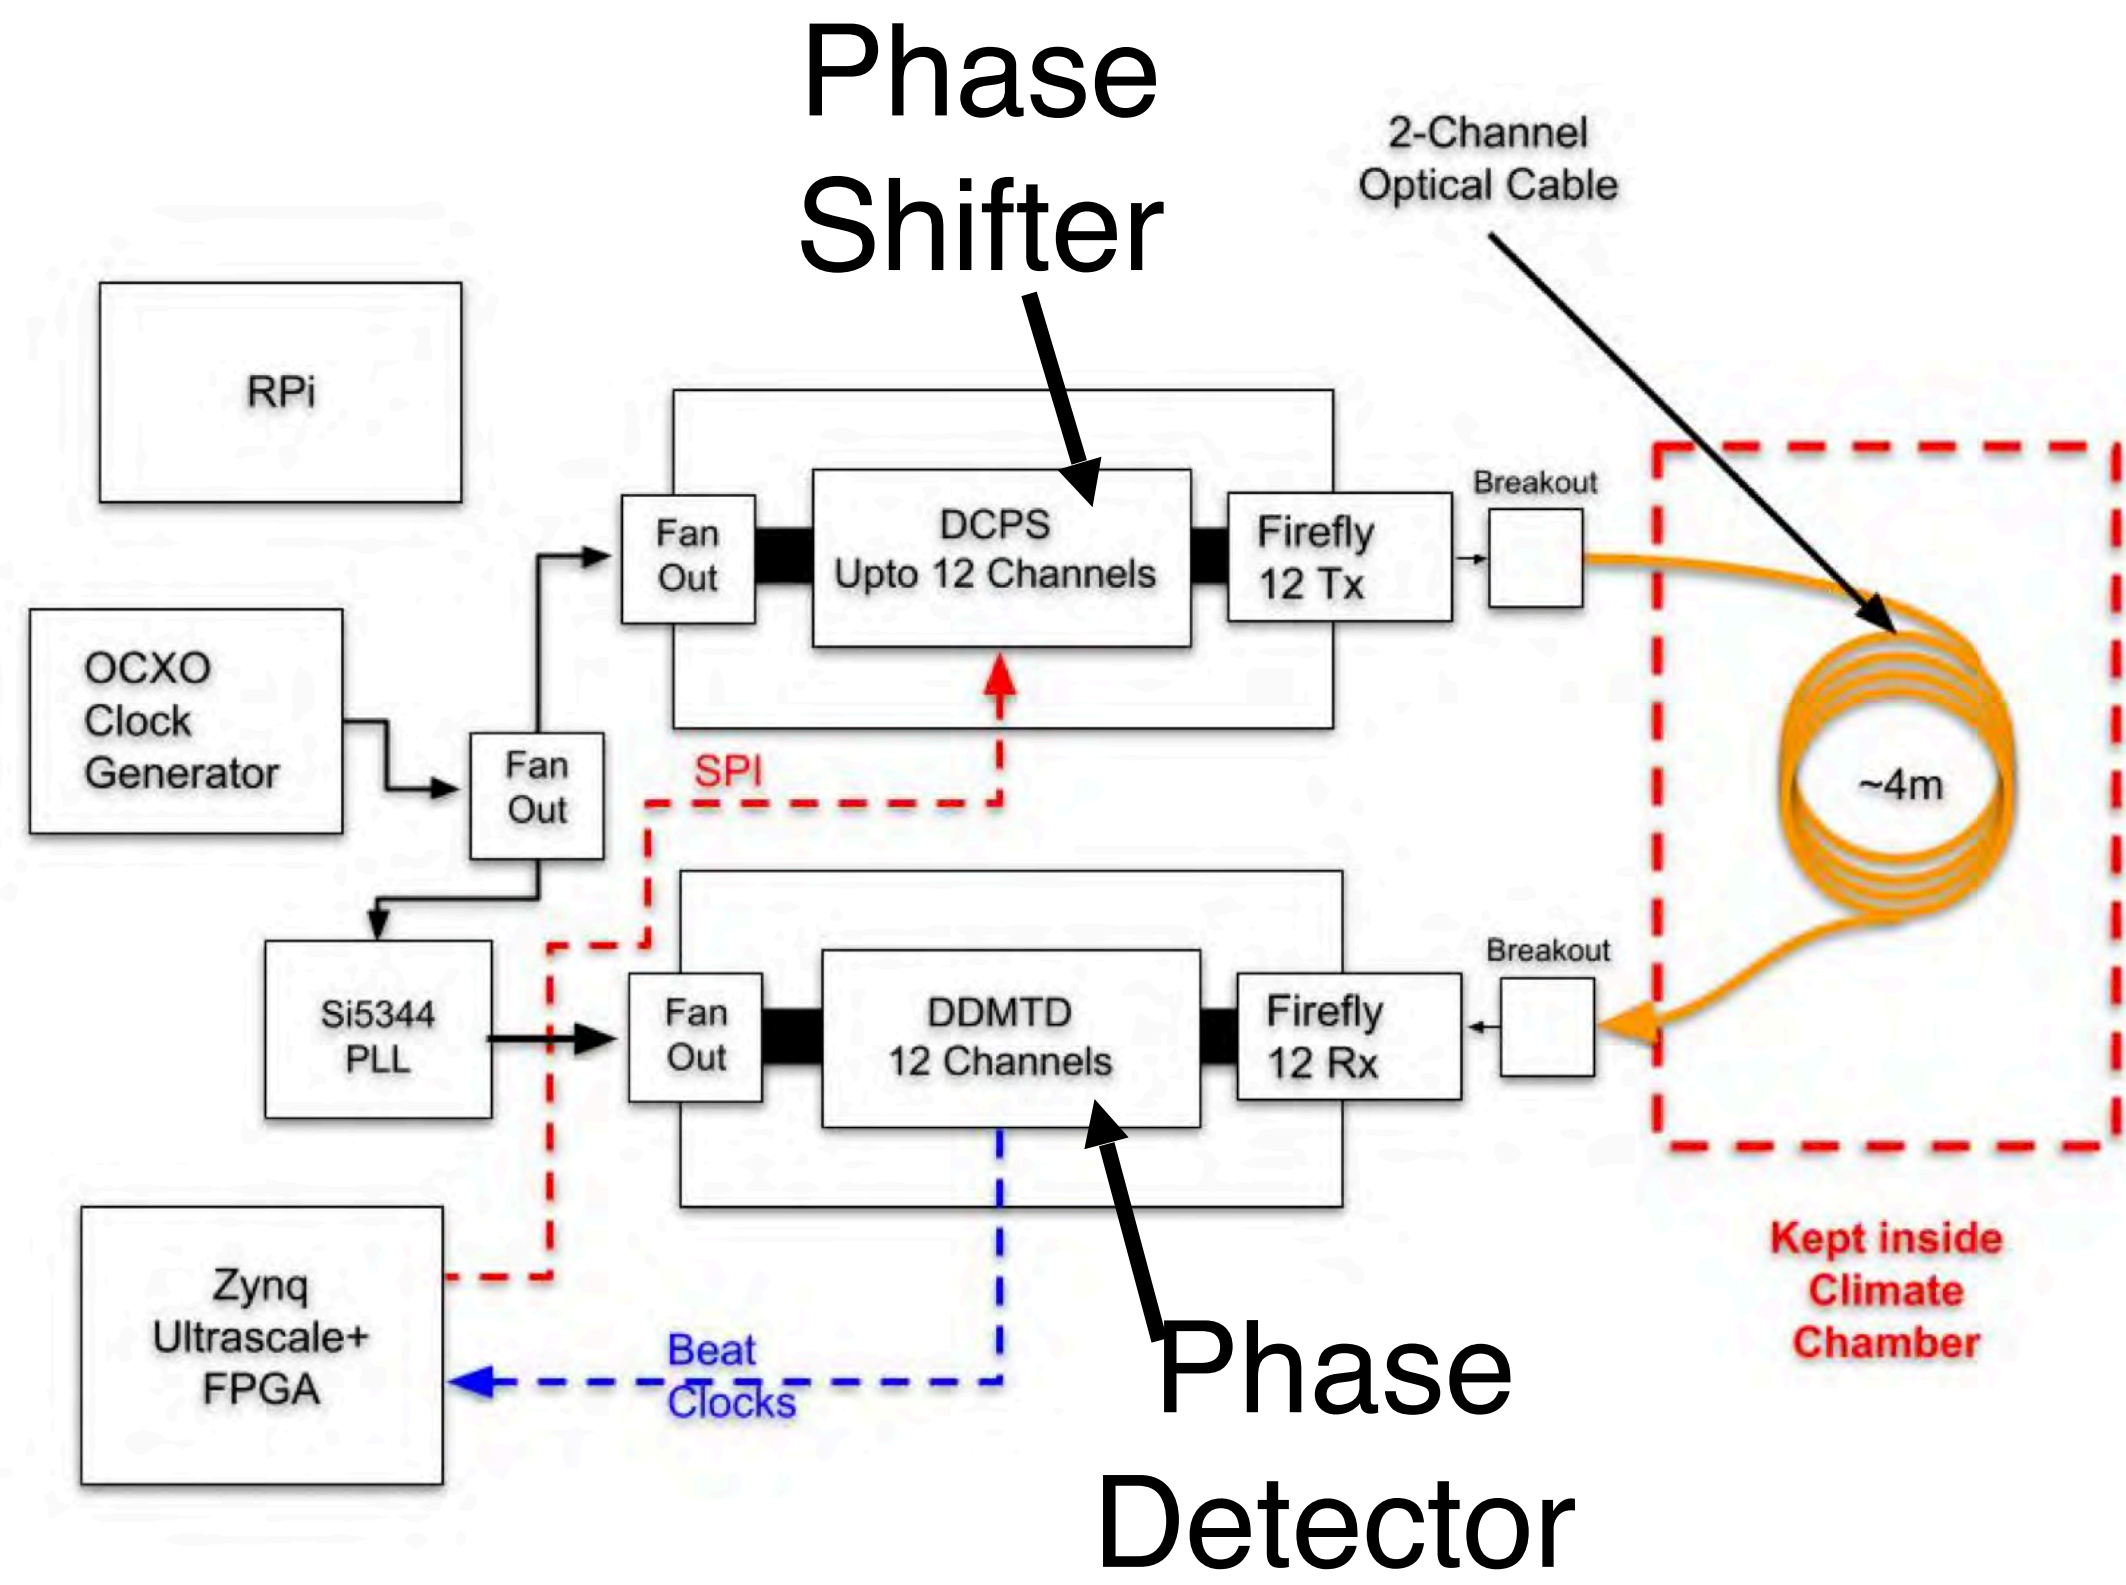 Phase
Shifter
2-Channel
Optical Cable
RPi
Breakout
Fan
Out
DCPS
Upto 12 Channels
Firefly
12 Tx
OCXO
Clock
Generator
Fan
Out
SPI
~4m
Breakout
Si5344
PLL
Fan
Out
DDMTD
12 Channels
Firefly
12 Rx
Kept inside
Climate
Chamber
Zynq
Ultrascale+
FPGA
Beat
Clocks
Phase
Detector